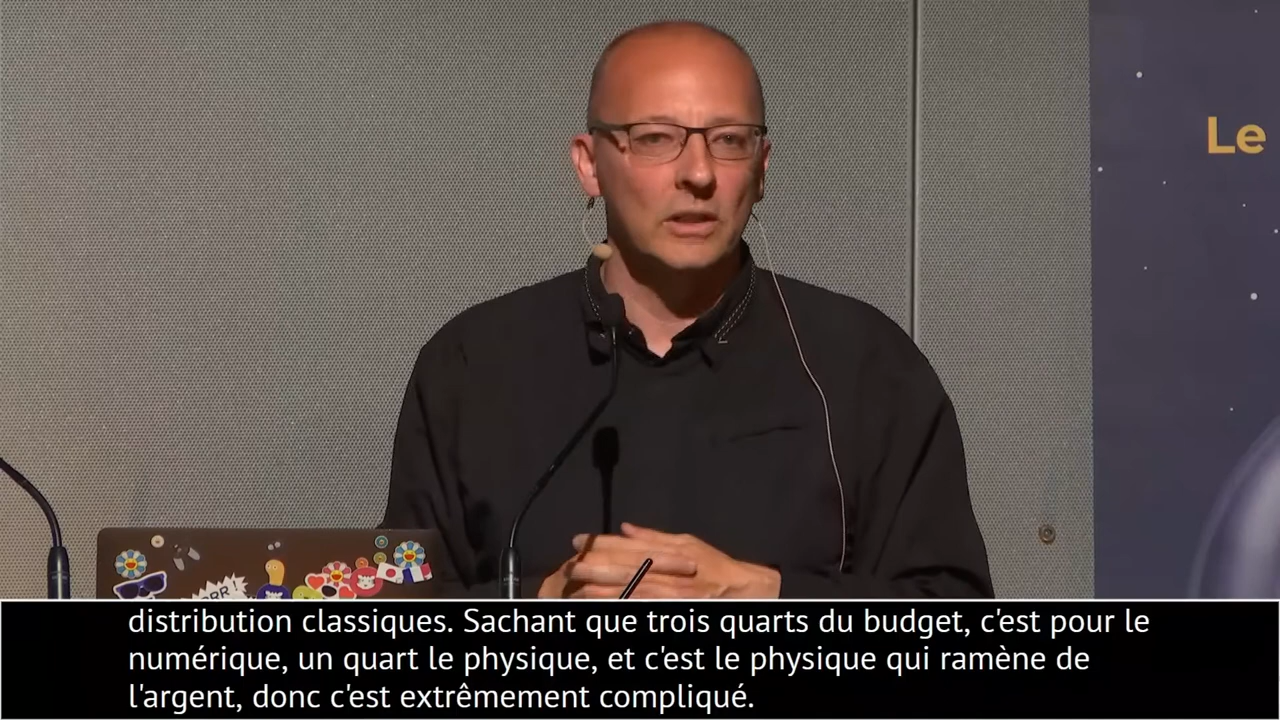 Le
RR !
distribution classiques. Sachant que trois quarts du budget, c'est pour le
numérique, un quart le physique, et c'est le physique qui ramène de
l'argent, donc c'est extrêmement compliqué.